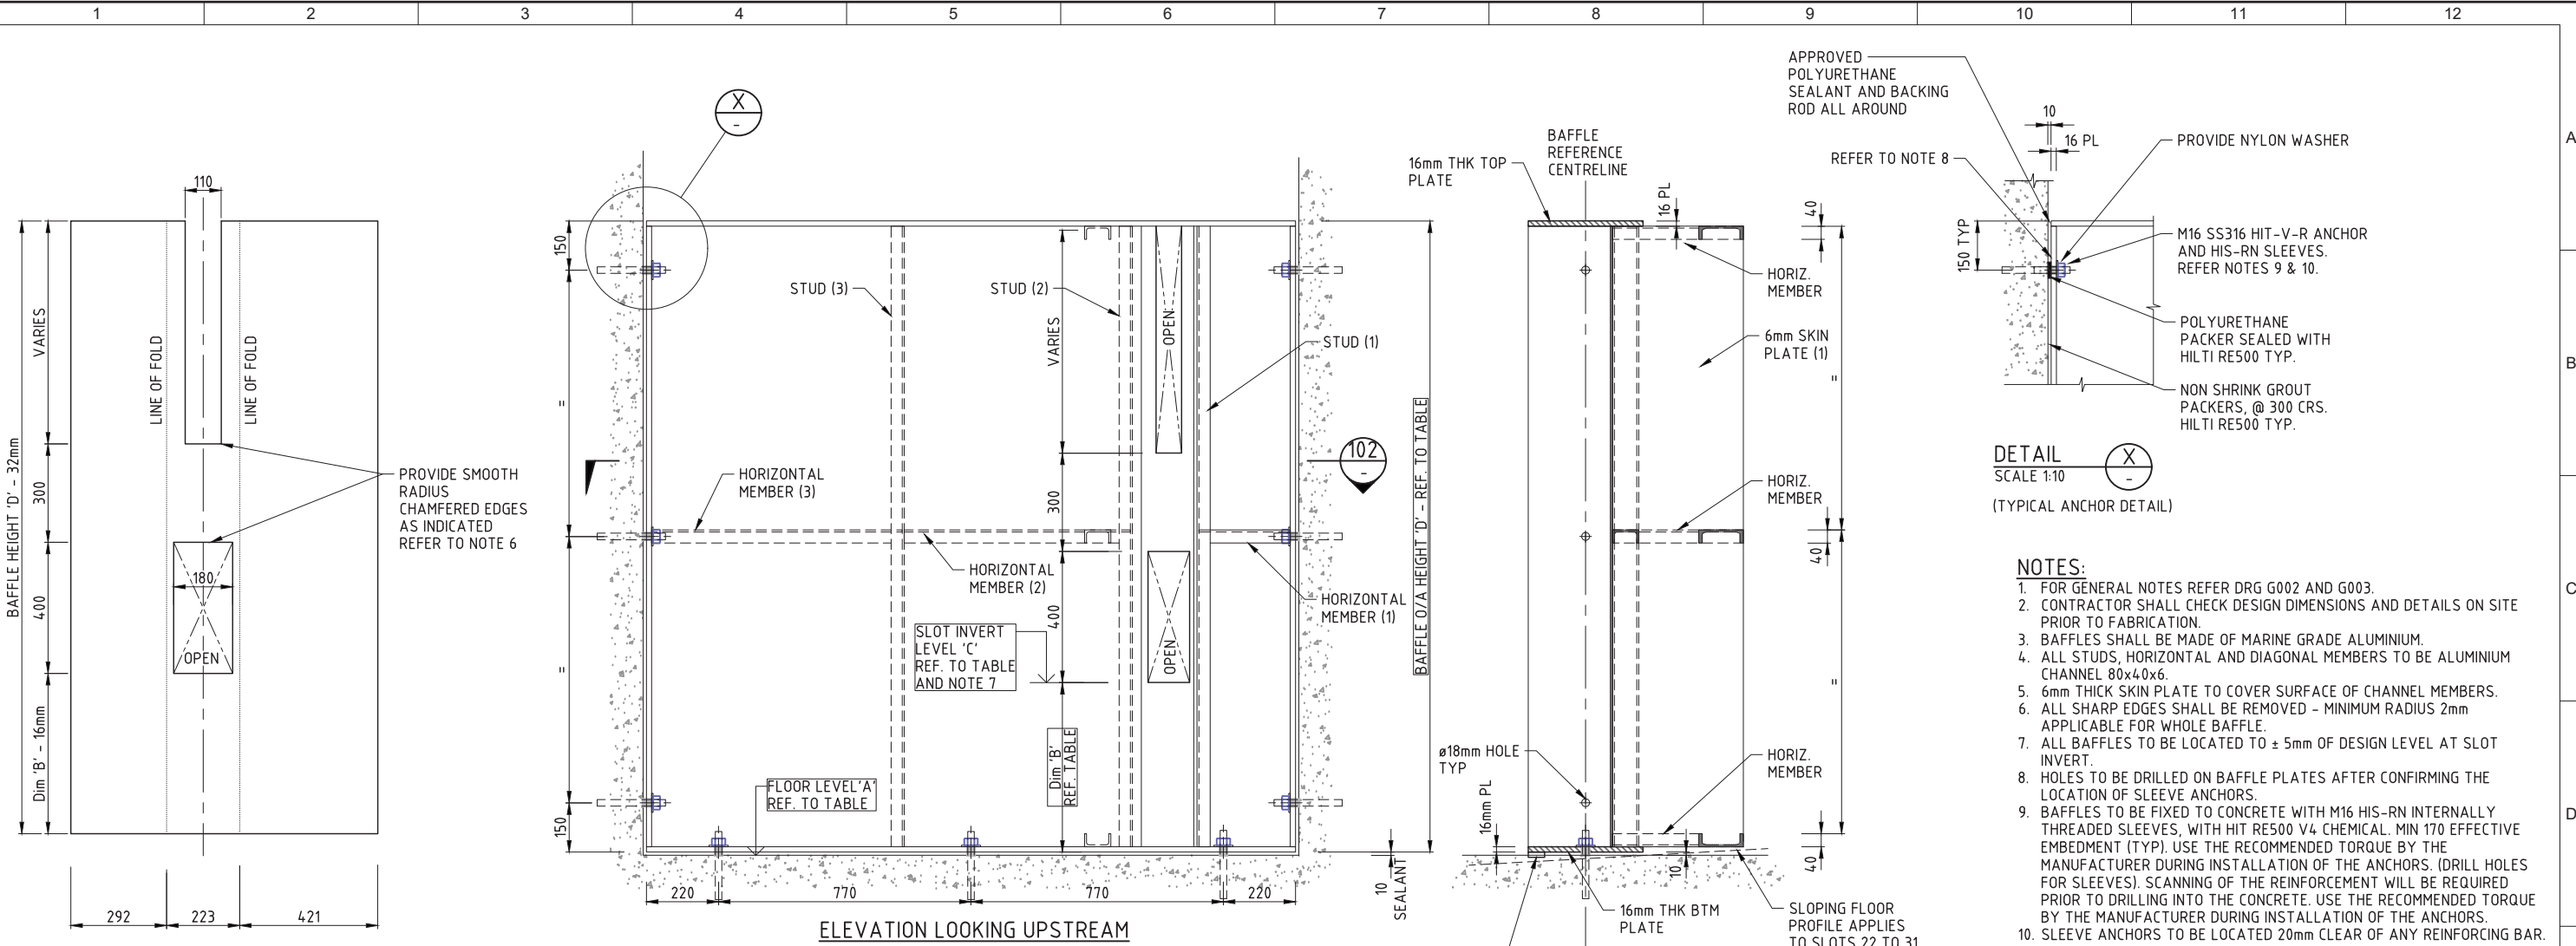 1 2 3 4 5 6 7 8 9 10 11 12
A
B
C
D
110
VARIES
LINE OF FOLD
LINE OF FOLD
BAFFLE HEIGHT 'D' - 32mm
300
400
180
OPEN
Dim 'B' - 16mm
292
223
421
PROVIDE SMOOTH
RADIUS
CHAMFERED EDGES
AS INDICATED
REFER TO NOTE 6
X
-
150
=
=
150
STUD (3)
STUD (2)
STUD (1)
VARIES
OPEN
HORIZONTAL
MEMBER (3)
HORIZONTAL
MEMBER (2)
HORIZONTAL
MEMBER (1)
300
400
OPEN
SLOT INVERT
LEVEL 'C'
REF. TO TABLE
AND NOTE 7
Dim 'B'
REF. TABLE
FLOOR LEVEL'A'
REF. TO TABLE
102
-
BAFFLE O/A HEIGHT 'D' - REF. TO TABLE
220
770
770
220
10
SEALANT
ELEVATION LOOKING UPSTREAM
BAFFLE
REFERENCE
CENTRELINE
16mm THK TOP
PLATE
16 PL
40
HORIZ.
MEMBER
6mm SKIN
PLATE (1)
=
HORIZ.
MEMBER
40
=
ø18mm HOLE
TYP
HORIZ.
MEMBER
16mm PL
10
40
16mm THK BTM
PLATE
SLOPING FLOOR
PROFILE APPLIES
TO SLOTS 22 TO 31
APPROVED
POLYURETHANE
SEALANT AND BACKING
ROD ALL AROUND
10
16 PL
PROVIDE NYLON WASHER
REFER TO NOTE 8
150 TYP
M16 SS316 HIT-V-R ANCHOR
AND HIS-RN SLEEVES.
REFER NOTES 9 & 10.
POLYURETHANE
PACKER SEALED WITH
HILTI RE500 TYP.
NON SHRINK GROUT
PACKERS, @ 300 CRS.
HILTI RE500 TYP.
DETAIL
SCALE 1:10
X
-
(TYPICAL ANCHOR DETAIL)
NOTES:
1. FOR GENERAL NOTES REFER DRG G002 AND G003.
2. CONTRACTOR SHALL CHECK DESIGN DIMENSIONS AND DETAILS ON SITE
PRIOR TO FABRICATION.
3. BAFFLES SHALL BE MADE OF MARINE GRADE ALUMINIUM.
4. ALL STUDS, HORIZONTAL AND DIAGONAL MEMBERS TO BE ALUMINIUM
CHANNEL 80x40x6.
5. 6mm THICK SKIN PLATE TO COVER SURFACE OF CHANNEL MEMBERS.
6. ALL SHARP EDGES SHALL BE REMOVED - MINIMUM RADIUS 2mm
APPLICABLE FOR WHOLE BAFFLE.
7. ALL BAFFLES TO BE LOCATED TO ± 5mm OF DESIGN LEVEL AT SLOT
INVERT.
8. HOLES TO BE DRILLED ON BAFFLE PLATES AFTER CONFIRMING THE
LOCATION OF SLEEVE ANCHORS.
9. BAFFLES TO BE FIXED TO CONCRETE WITH M16 HIS-RN INTERNALLY
THREADED SLEEVES, WITH HIT RE500 V4 CHEMICAL. MIN 170 EFFECTIVE
EMBEDMENT (TYP). USE THE RECOMMENDED TORQUE BY THE
MANUFACTURER DURING INSTALLATION OF THE ANCHORS. (DRILL HOLES
FOR SLEEVES). SCANNING OF THE REINFORCEMENT WILL BE REQUIRED
PRIOR TO DRILLING INTO THE CONCRETE. USE THE RECOMMENDED TORQUE
BY THE MANUFACTURER DURING INSTALLATION OF THE ANCHORS.
10. SLEEVE ANCHORS TO BE LOCATED 20mm CLEAR OF ANY REINFORCING BAR.